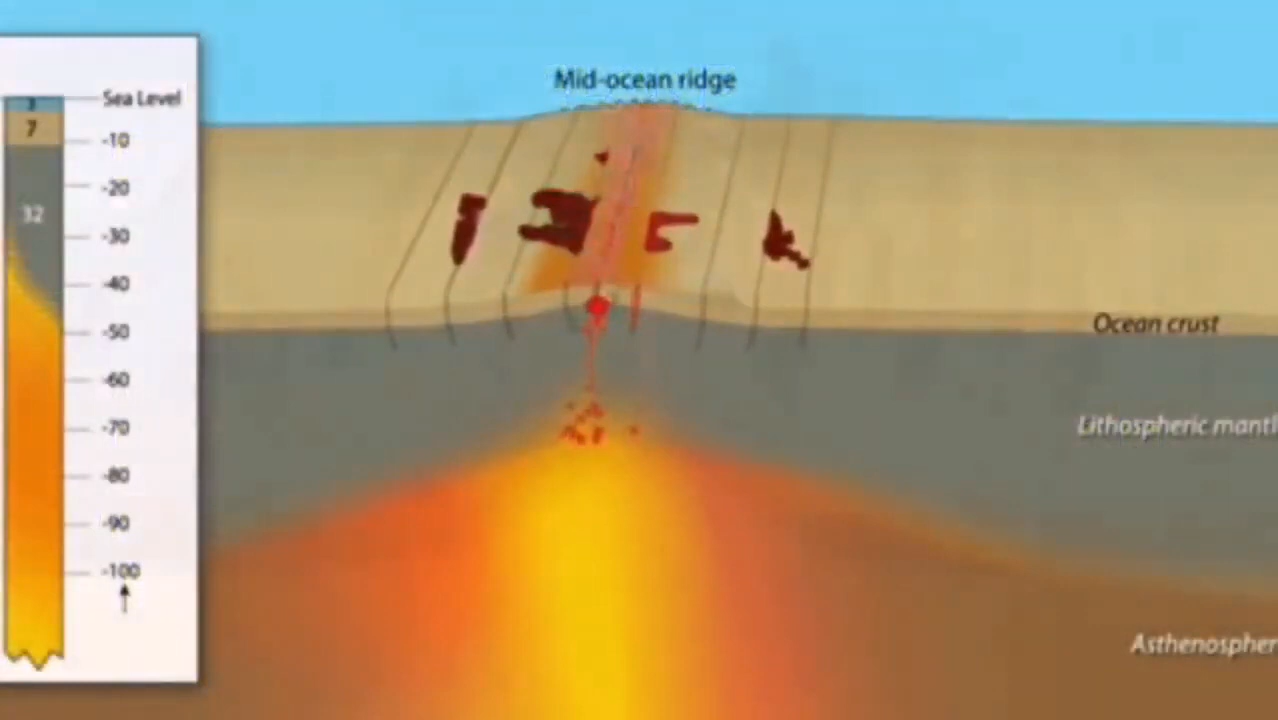 Mid-ocean ridge
Sea Level
3
7
-10
-20
32
-30
-40
-50
-60
-70
-80
-90
-100
Ocean crust
Lithospheric mantl
Asthenospher